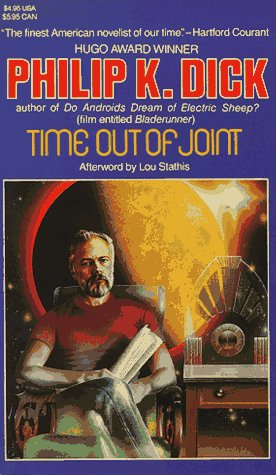 $4.95 USA
$5.95 CAN
"The finest American novelist of our time."–Hartford Courant
HUGO AWARD WINNER
PHILIP K. DICK
author of Do Androids Dream of Electric Sheep?
(film entitled Bladerunner)
TIME OUT OF JOINT
Afterword by Lou Stathis